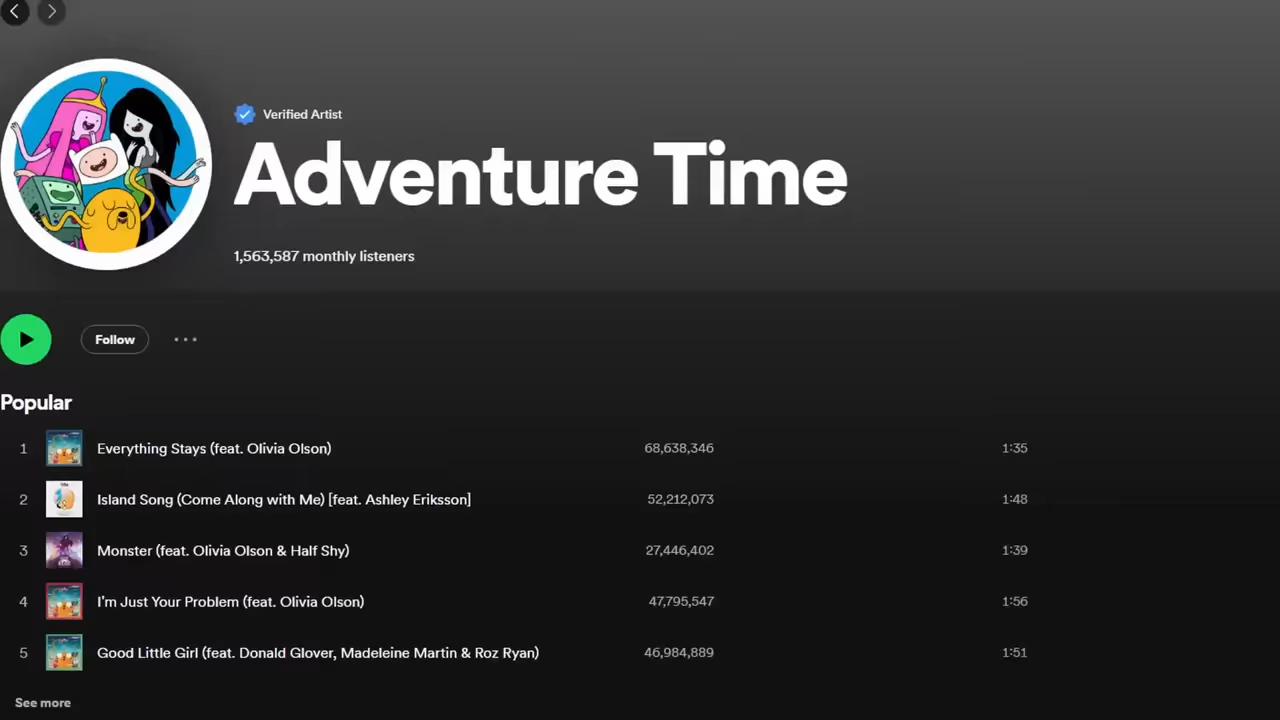 Verified Artist
Adventure Time
1,563,587 monthly listeners
Follow
Popular
1 Everything Stays (feat. Olivia Olson) 68,638,346 1:35
2 Island Song (Come Along with Me) [feat. Ashley Eriksson] 52,212,073 1:48
3 Monster (feat. Olivia Olson & Half Shy) 27,446,402 1:39
4 I'm Just Your Problem (feat. Olivia Olson) 47,795,547 1:56
5 Good Little Girl (feat. Donald Glover, Madeleine Martin & Roz Ryan) 46,984,889 1:51
See more